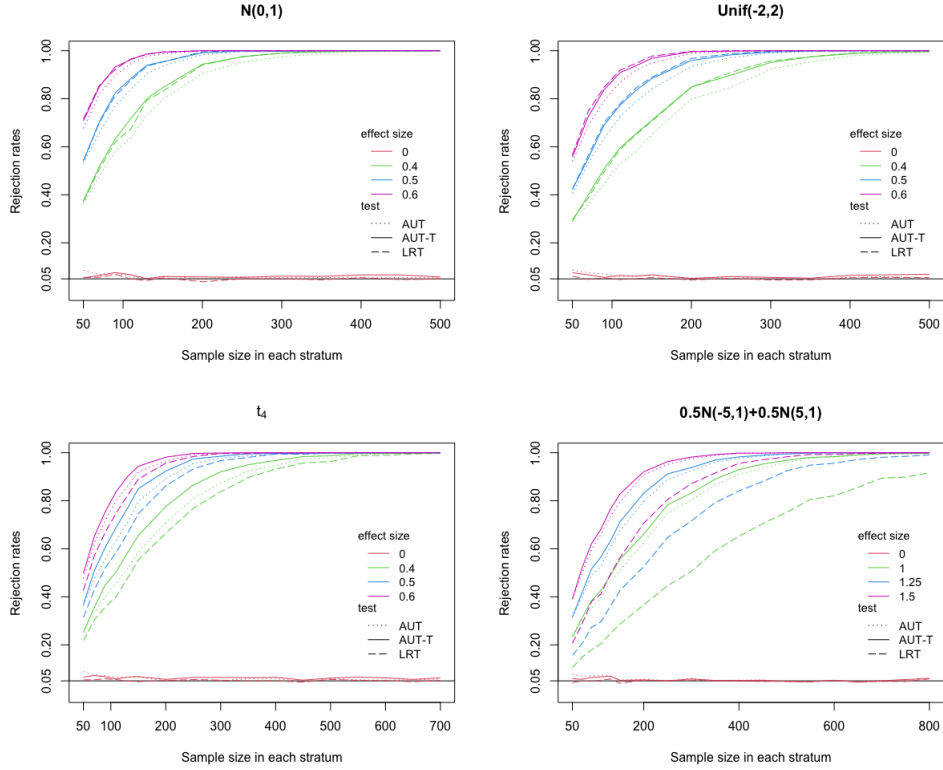 N(0,1)
Rejection rates
1.00
0.80
0.60
0.40
0.20
0.05
effect size
0
0.4
0.5
0.6
test
AUT
AUT-T
LRT
50 100 200 300 400 500
Sample size in each stratum
Unif(-2,2)
Rejection rates
1.00
0.80
0.60
0.40
0.20
0.05
effect size
0
0.4
0.5
0.6
test
AUT
AUT-T
LRT
50 100 200 300 400 500
Sample size in each stratum
t₄
Rejection rates
1.00
0.80
0.60
0.40
0.20
0.05
effect size
0
0.4
0.5
0.6
test
AUT
AUT-T
LRT
50 100 200 300 400 500 600 700
Sample size in each stratum
0.5N(-5,1)+0.5N(5,1)
Rejection rates
1.00
0.80
0.60
0.40
0.20
0.05
effect size
0
1
1.25
1.5
test
AUT
AUT-T
LRT
50 200 400 600 800
Sample size in each stratum